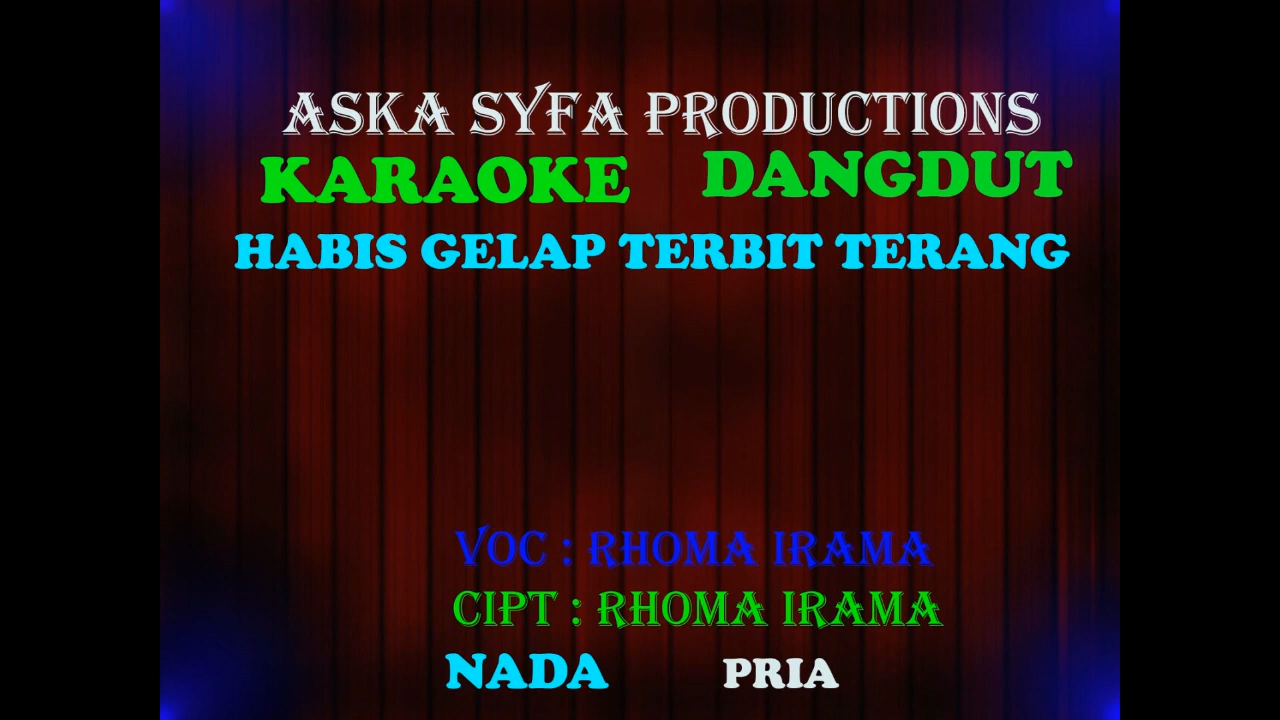 ASKA SYFA PRODUCTIONS
KARAOKE DANGDUT
HABIS GELAP TERBIT TERANG
VOC : RHOMA IRAMA
CIPT : RHOMA IRAMA
NADA PRIA